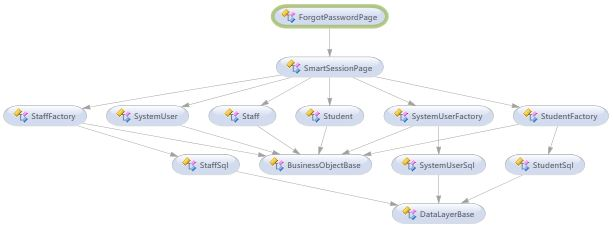 ForgotPasswordPage
SmartSessionPage
StaffFactory
SystemUser
Staff
Student
SystemUserFactory
StudentFactory
StaffSql
BusinessObjectBase
SystemUserSql
StudentSql
DataLayerBase